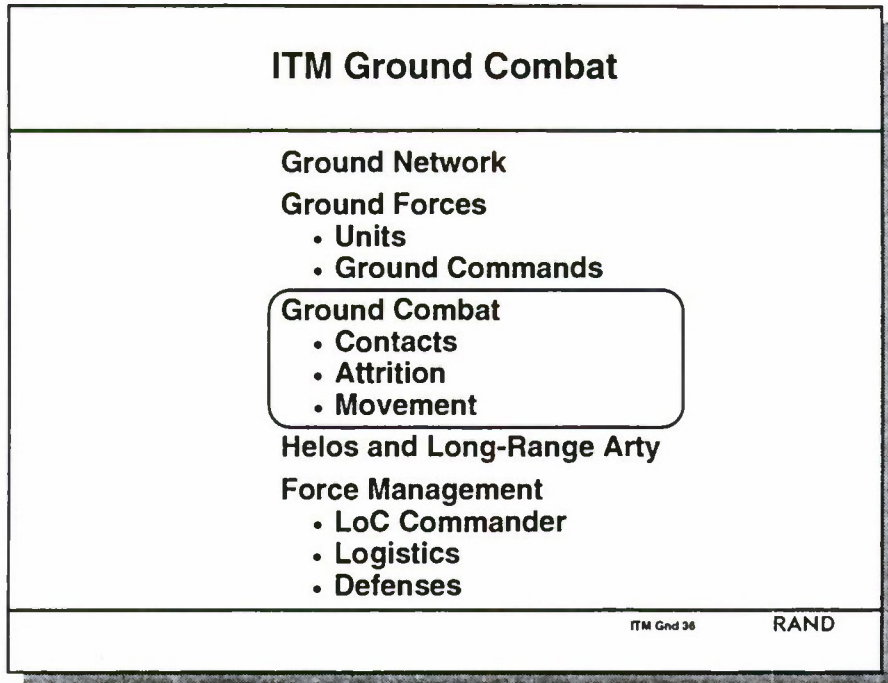 ITM Ground Combat
Ground Network
Ground Forces
• Units
• Ground Commands
Ground Combat
• Contacts
• Attrition
• Movement
Helos and Long-Range Arty
Force Management
• LoC Commander
• Logistics
• Defenses
ITM Gnd 36 RAND